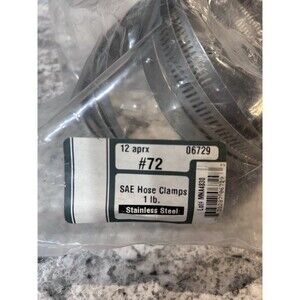 12 aprx 06729
#72
SAE Hose Clamps
1 lb.
Stainless Steel